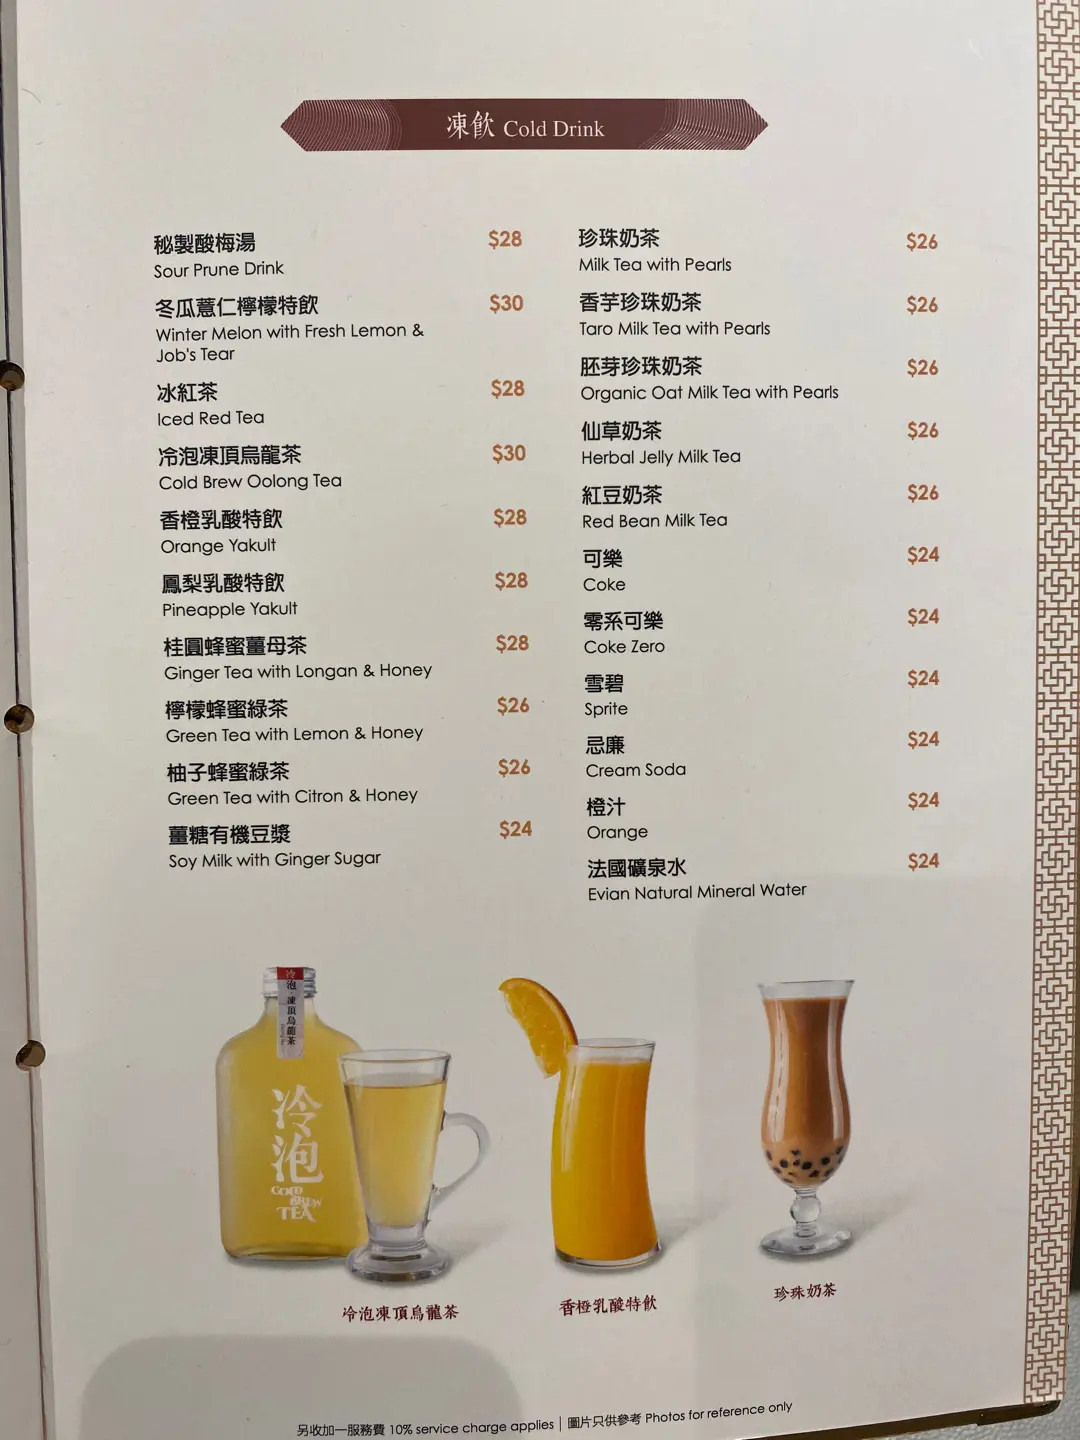 凍飲 Cold Drink
秘製酸梅湯 $28
Sour Prune Drink
冬瓜薏仁檸檬特飲 $30
Winter Melon with Fresh Lemon &
Job's Tear
冰紅茶 $28
Iced Red Tea
冷泡凍頂烏龍茶 $30
Cold Brew Oolong Tea
香橙乳酸特飲 $28
Orange Yakult
鳳梨乳酸特飲 $28
Pineapple Yakult
桂圓蜂蜜薑母茶 $28
Ginger Tea with Longan & Honey
檸檬蜂蜜綠茶 $26
Green Tea with Lemon & Honey
柚子蜂蜜綠茶 $26
Green Tea with Citron & Honey
薑糖有機豆漿 $24
Soy Milk with Ginger Sugar
珍珠奶茶 $26
Milk Tea with Pearls
香芋珍珠奶茶 $26
Taro Milk Tea with Pearls
胚芽珍珠奶茶 $26
Organic Oat Milk Tea with Pearls
仙草奶茶 $26
Herbal Jelly Milk Tea
紅豆奶茶 $26
Red Bean Milk Tea
可樂 $24
Coke
零系可樂 $24
Coke Zero
雪碧 $24
Sprite
忌廉 $24
Cream Soda
橙汁 $24
Orange
法國礦泉水 $24
Evian Natural Mineral Water
冷泡·凍頂烏龍茶
冷泡
COLD
BREW
TEA
冷泡凍頂烏龍茶
香橙乳酸特飲
珍珠奶茶
另收加一服務費 10% service charge applies | 圖片只供參考 Photos for reference only